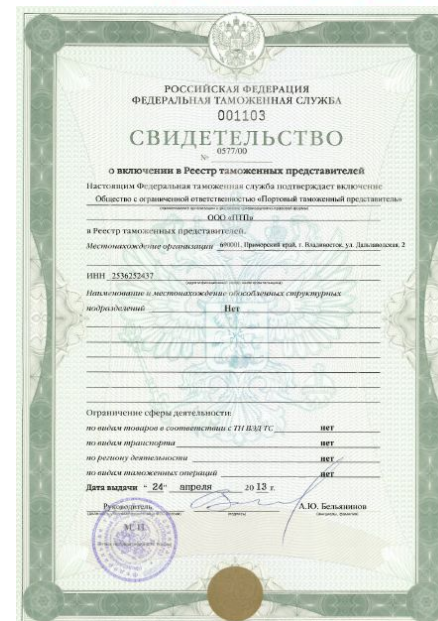 РОССИЙСКАЯ ФЕДЕРАЦИЯ
ФЕДЕРАЛЬНАЯ ТАМОЖЕННАЯ СЛУЖБА
001103
СВИДЕТЕЛЬСТВО
№ 0577/00
о включении в Реестр таможенных представителей
Настоящим Федеральная таможенная служба подтверждает включение
Общество с ограниченной ответственностью «Портовый таможенный представитель»
ООО «ПТП»
в Реестр таможенных представителей.
Местонахождение организации 690001, Приморский край, г. Владивосток, ул. Дальзаводская, 2
ИНН 2536252437
Наименование и местонахождение обособленных структурных
подразделений Нет
Ограничение сферы деятельности:
по видам товаров в соответствии с ТН ВЭД ТС нет
по видам транспорта нет
по региону деятельности нет
по видам таможенных операций нет
Дата выдачи " 24 " апреля 20 13 г.
Руководитель А.Ю. Бельянинов
М. П.